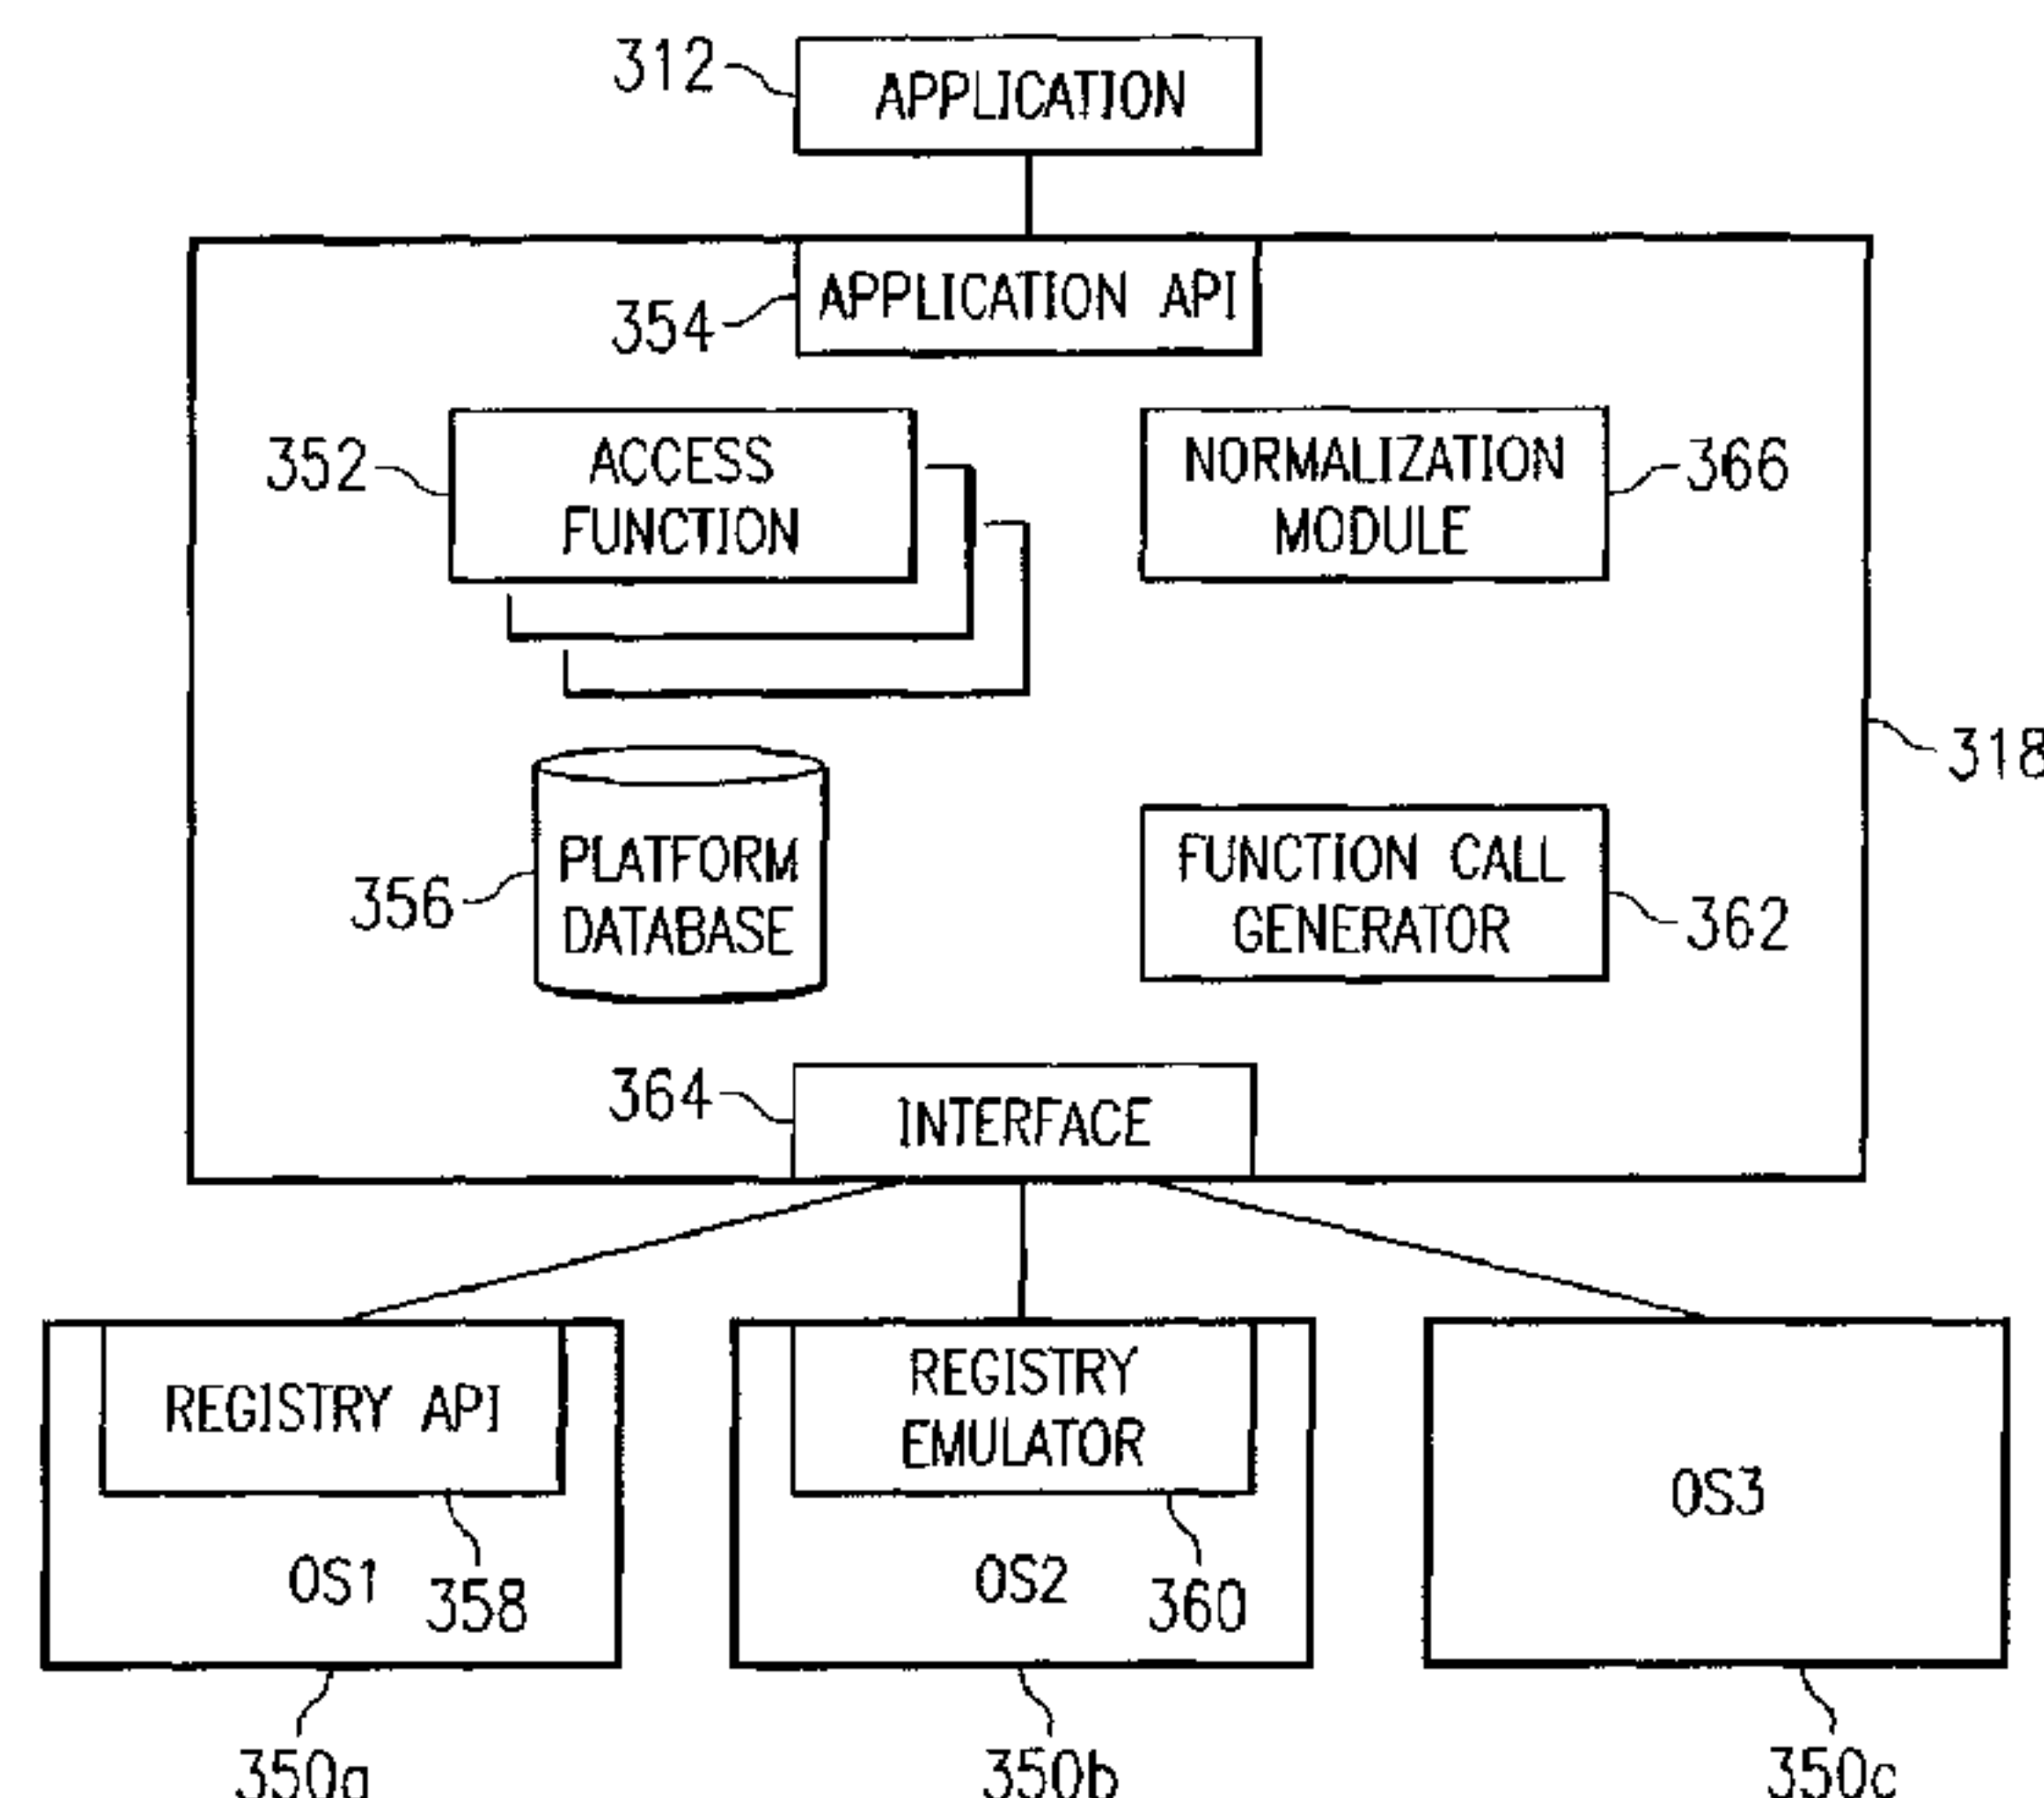 312
APPLICATION
354
APPLICATION API
352
ACCESS
FUNCTION
NORMALIZATION
MODULE
366
318
356
PLATFORM
DATABASE
FUNCTION CALL
GENERATOR
362
364
INTERFACE
REGISTRY API
OS1
358
350a
REGISTRY
EMULATOR
OS2
360
350b
OS3
350c